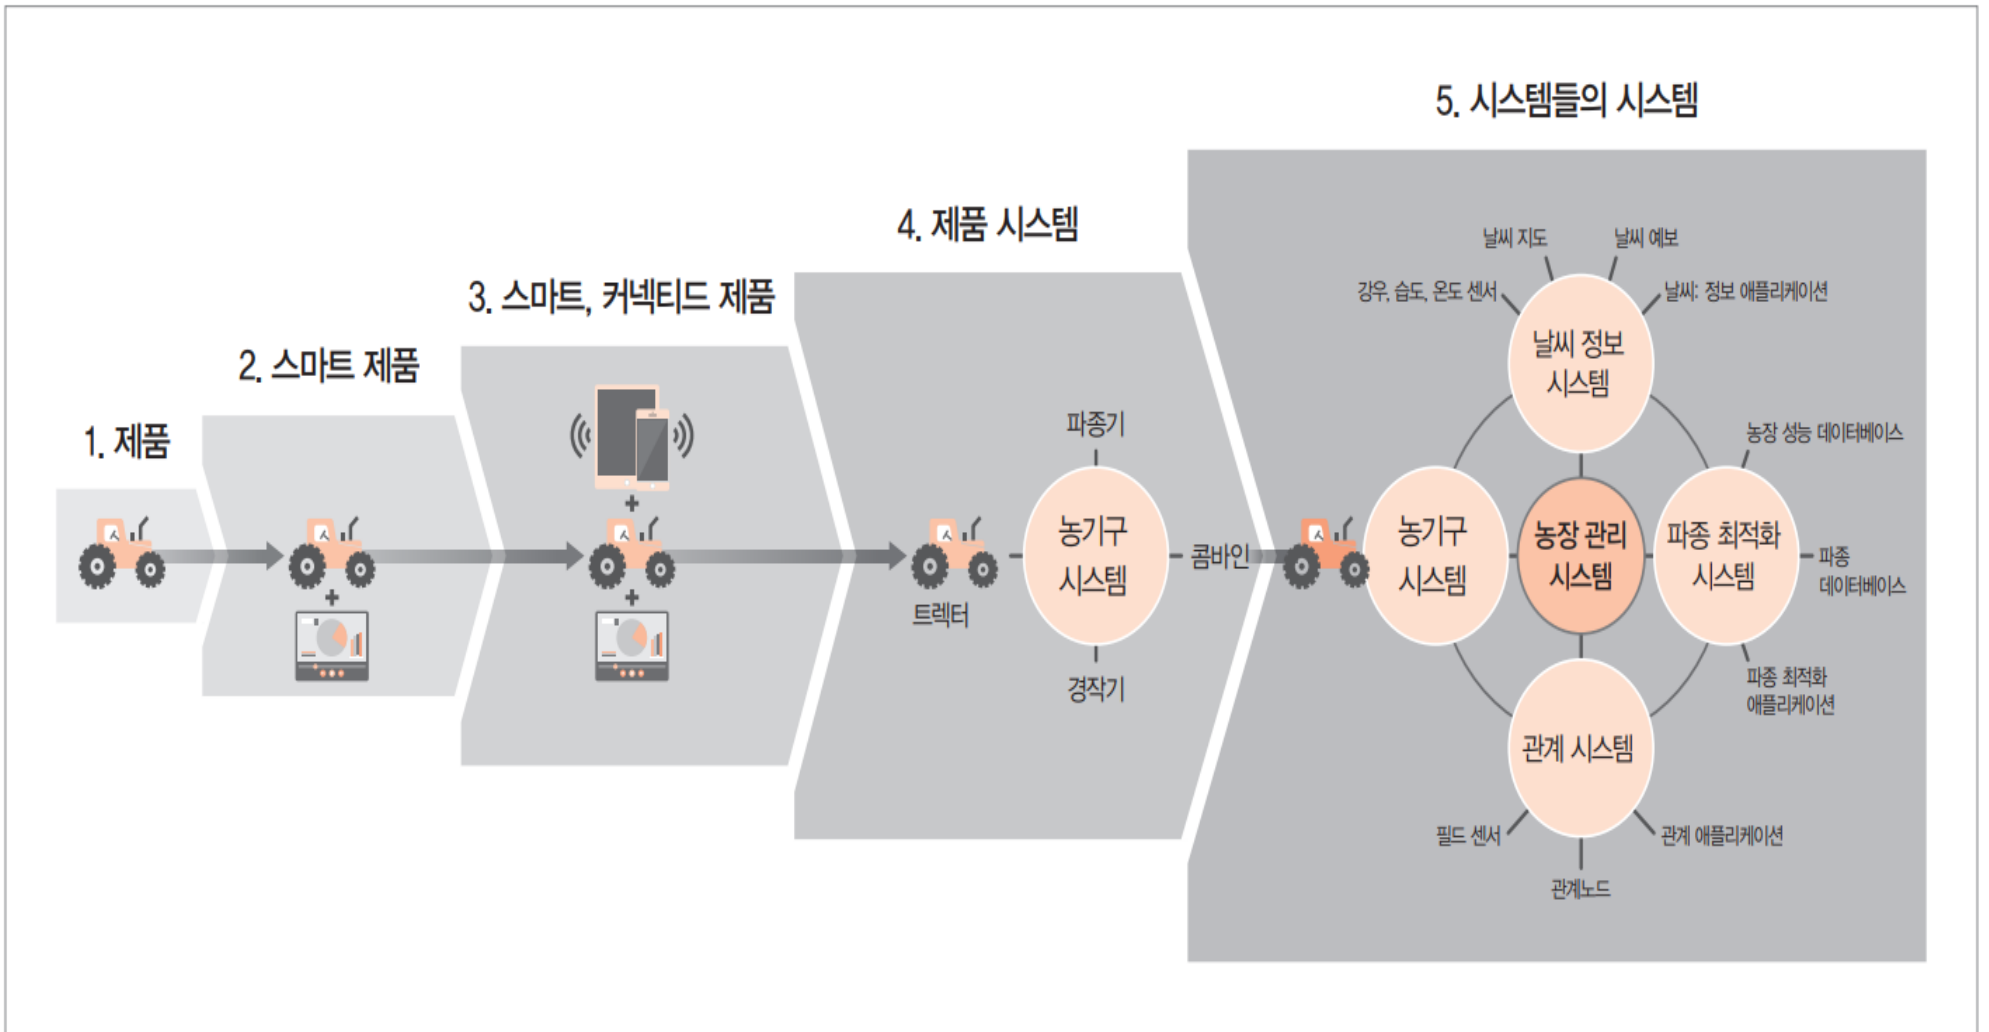 1. 제품
2. 스마트 제품
3. 스마트, 커넥티드 제품
4. 제품 시스템
트렉터
파종기
농기구
시스템
경작기
콤바인
5. 시스템들의 시스템
날씨 지도
날씨 예보
강우, 습도, 온도 센서
날씨: 정보 애플리케이션
날씨 정보
시스템
농기구
시스템
농장 관리
시스템
파종 최적화
시스템
농장 성능 데이터베이스
파종
데이터베이스
파종 최적화
애플리케이션
관계 시스템
필드 센서
관계노드
관계 애플리케이션